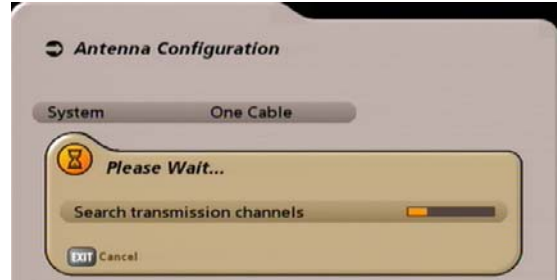 Antenna Configuration
System One Cable
Please Wait...
Search transmission channels
EXIT Cancel